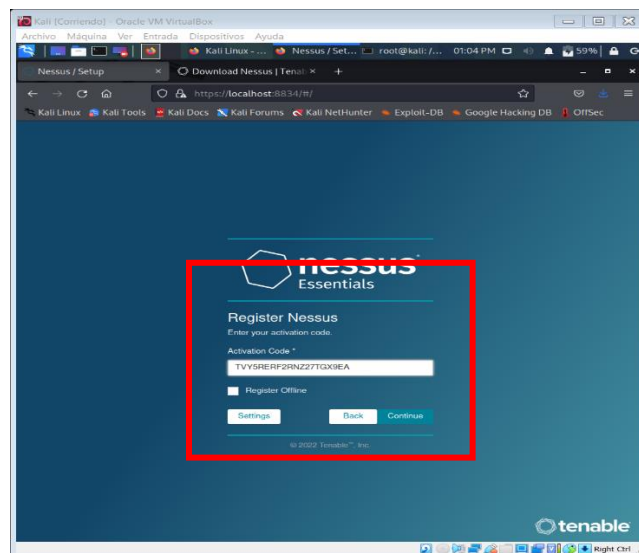 Kali [Corriendo] - Oracle VM VirtualBox
Archivo Máquina Ver Entrada Dispositivos Ayuda
Kali Linux - ... Nessus / Set... root@kali: /... 01:04 PM 59%
Nessus / Setup × Download Nessus | Tenab × +
https://localhost:8834/#/
Kali Linux Kali Tools Kali Docs Kali Forums Kali NetHunter Exploit-DB Google Hacking DB OffSec
nessus
Essentials
Register Nessus
Enter your activation code.
Activation Code *
TVY5RERF2RNZ27TGX9EA
Register Offline
Settings Back Continue
© 2022 Tenable™, Inc.
tenable
Right Ctrl